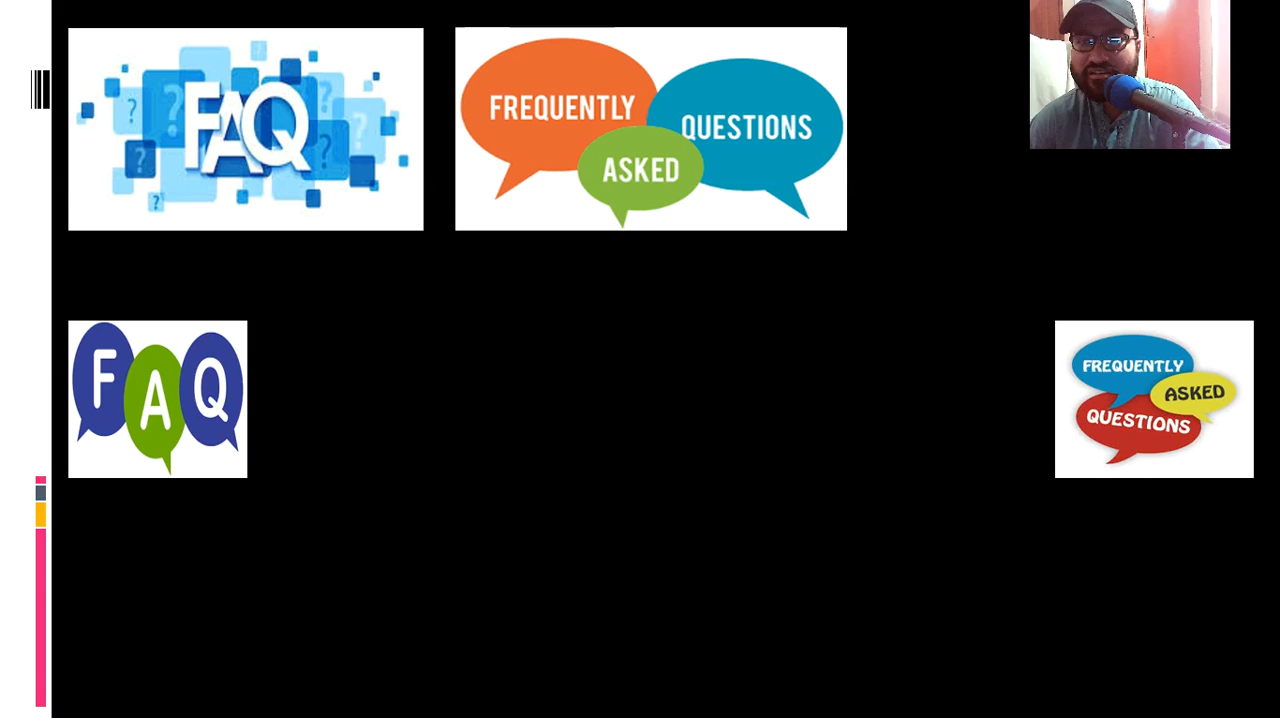 FAQ
FREQUENTLY
QUESTIONS
ASKED
F A Q
FREQUENTLY
ASKED
QUESTIONS